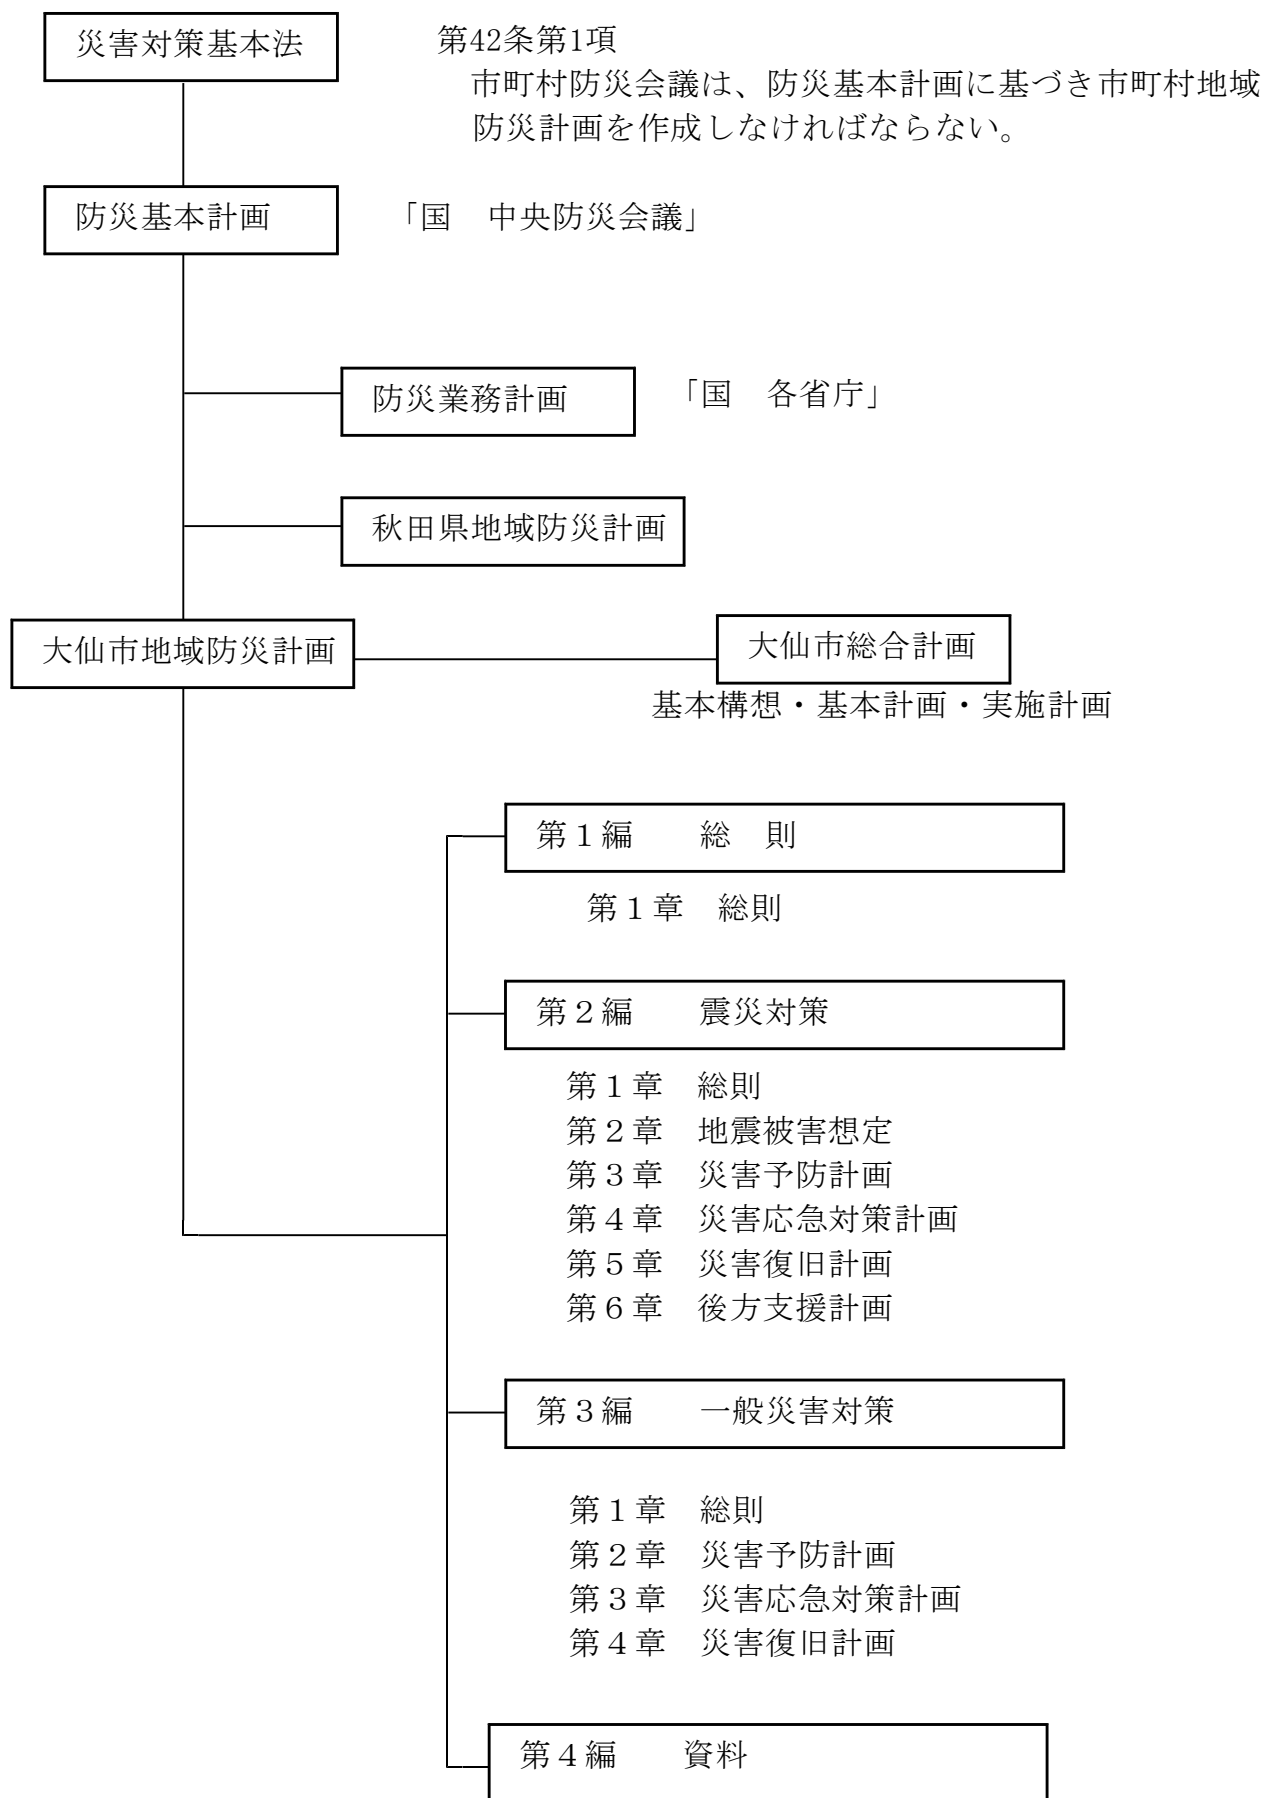 災害対策基本法
第42条第1項
市町村防災会議は、防災基本計画に基づき市町村地域
防災計画を作成しなければならない。
防災基本計画
「国　中央防災会議」
防災業務計画
「国　各省庁」
秋田県地域防災計画
大仙市地域防災計画
大仙市総合計画
基本構想・基本計画・実施計画
第１編　　総　則
第１章　総則
第２編　　震災対策
第１章　総則
第２章　地震被害想定
第３章　災害予防計画
第４章　災害応急対策計画
第５章　災害復旧計画
第６章　後方支援計画
第３編　　一般災害対策
第１章　総則
第２章　災害予防計画
第３章　災害応急対策計画
第４章　災害復旧計画
第４編　　資料